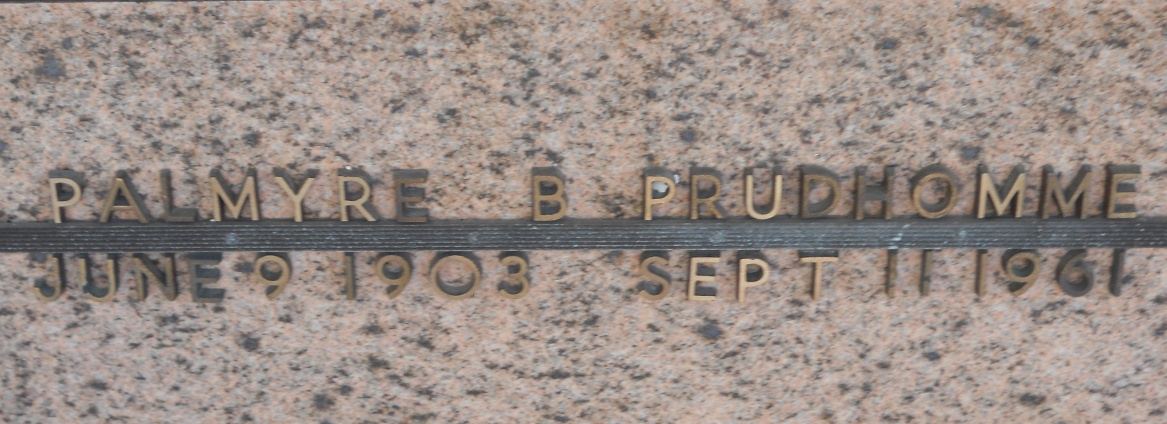 PALMYRE B PRUDHOMME
JUNE 9 1903 SEPT 11 1961